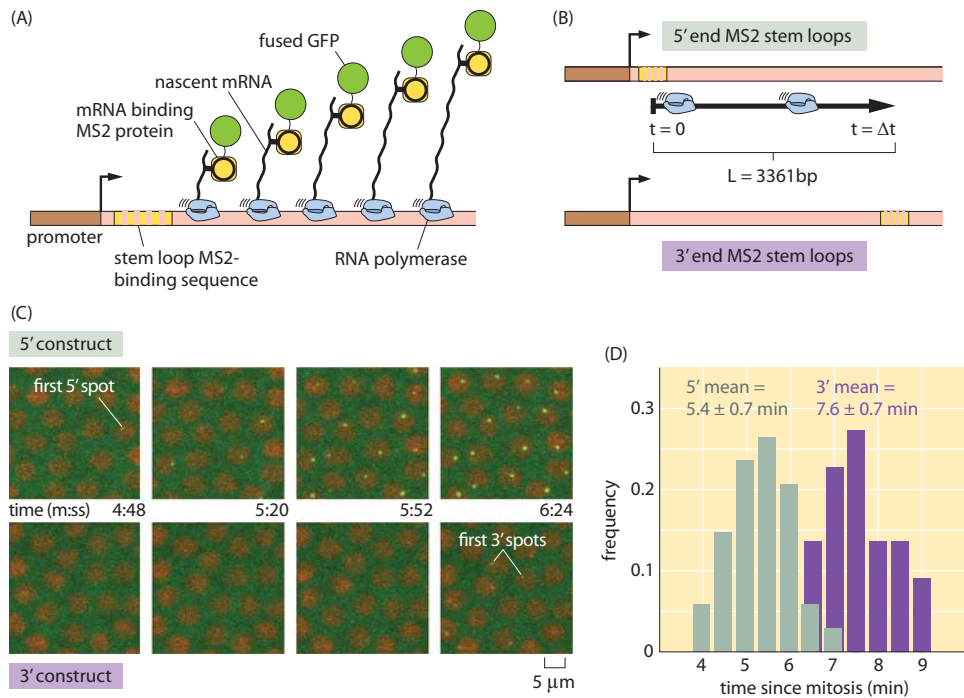 (A)
fused GFP
nascent mRNA
mRNA binding
MS2 protein
promoter
stem loop MS2-
binding sequence
RNA polymerase
(B)
5’ end MS2 stem loops
t = 0
t = Δt
L = 3361bp
3’ end MS2 stem loops
(C)
5’ construct
first 5’ spot
time (m:ss)
4:48
5:20
5:52
6:24
first 3’ spots
3’ construct
5 μm
(D)
5’ mean =
5.4 ± 0.7 min
3’ mean =
7.6 ± 0.7 min
frequency
0.3
0.2
0.1
0
4 5 6 7 8 9
time since mitosis (min)